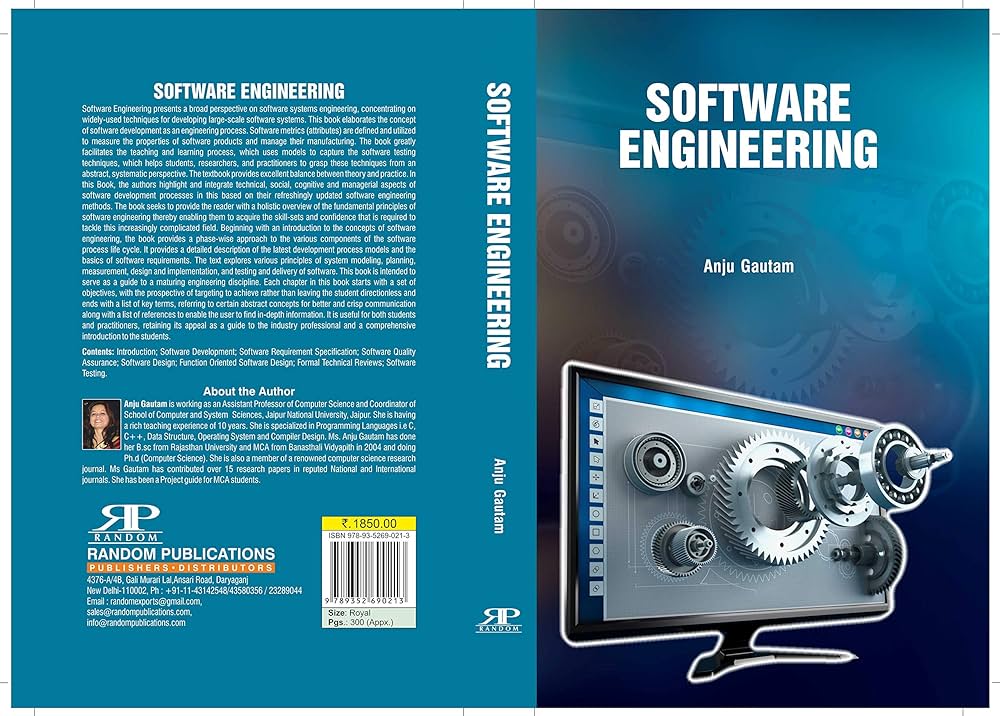 SOFTWARE ENGINEERING
Software Engineering presents a broad perspective on software systems engineering, concentrating on
widely-used techniques for developing large-scale software systems. This book elaborates the concept
of software development as an engineering process. Software metrics (attributes) are defined and utilized
to measure the properties of software products and manage their manufacturing. The book greatly
facilitates the teaching and learning process, which uses models to capture the software testing
techniques, which helps students, researchers, and practitioners to grasp these techniques from an
abstract, systematic perspective. The textbook provides excellent balance between theory and practice. In
this Book, the authors highlight and integrate technical, social, cognitive and managerial aspects of
software development processes in this based on their refreshingly updated software engineering
methods. The book seeks to provide the reader with a holistic overview of the fundamental principles of
software engineering thereby enabling them to acquire the skill-sets and confidence that is required to
tackle this increasingly complicated field. Beginning with an introduction to the concepts of software
engineering, the book provides a phase-wise approach to the various components of the software
process life cycle. It provides a detailed description of the latest development process models and the
basics of software requirements. The text explores various principles of system modeling, planning,
measurement, design and implementation, and testing and delivery of software. This book is intended to
serve as a guide to a maturing engineering discipline. Each chapter in this book starts with a set of
objectives, with the prospective of targeting to achieve rather than leaving the student directionless and
ends with a list of key terms, referring to certain abstract concepts for better and crisp communication
along with a list of references to enable the user to find in-depth information. It is useful for both students
and practitioners, retaining its appeal as a guide to the industry professional and a comprehensive
introduction to the students.
Contents: Introduction; Software Development; Software Requirement Specification; Software Quality
Assurance; Software Design; Function Oriented Software Design; Formal Technical Reviews; Software
Testing.
About the Author
Anju Gautam is working as an Assistant Professor of Computer Science and Coordinator of
School of Computer and System Sciences, Jaipur National University, Jaipur. She is having
a rich teaching experience of 10 years. She is specialized in Programming Languages i.e C,
C++, Data Structure, Operating System and Compiler Design. Ms. Anju Gautam has done
her B.sc from Rajasthan University and MCA from Banasthali Vidyapith in 2004 and doing
Ph.d (Computer Science). She is also a member of a renowned computer science research
journal. Ms Gautam has contributed over 15 research papers in reputed National and International
journals. She has been a Project guide for MCA students.
RP
RANDOM
RANDOM PUBLICATIONS
PUBLISHERS • DISTRIBUTORS
4376-A/4B, Gali Murari Lal,Ansari Road, Daryaganj
New Delhi-110002, Ph : +91-11-43142548/43580356 / 23289044
Email : randomexports@gmail.com,
sales@randompublications.com,
info@randompublications.com
₹.1850.00
ISBN 978-93-5269-021-3
9 789352 690213
Size: Royal
Pgs.: 300 (Appx.)
SOFTWARE ENGINEERING
Anju Gautam
RP
RANDOM
SOFTWARE
ENGINEERING
Anju Gautam